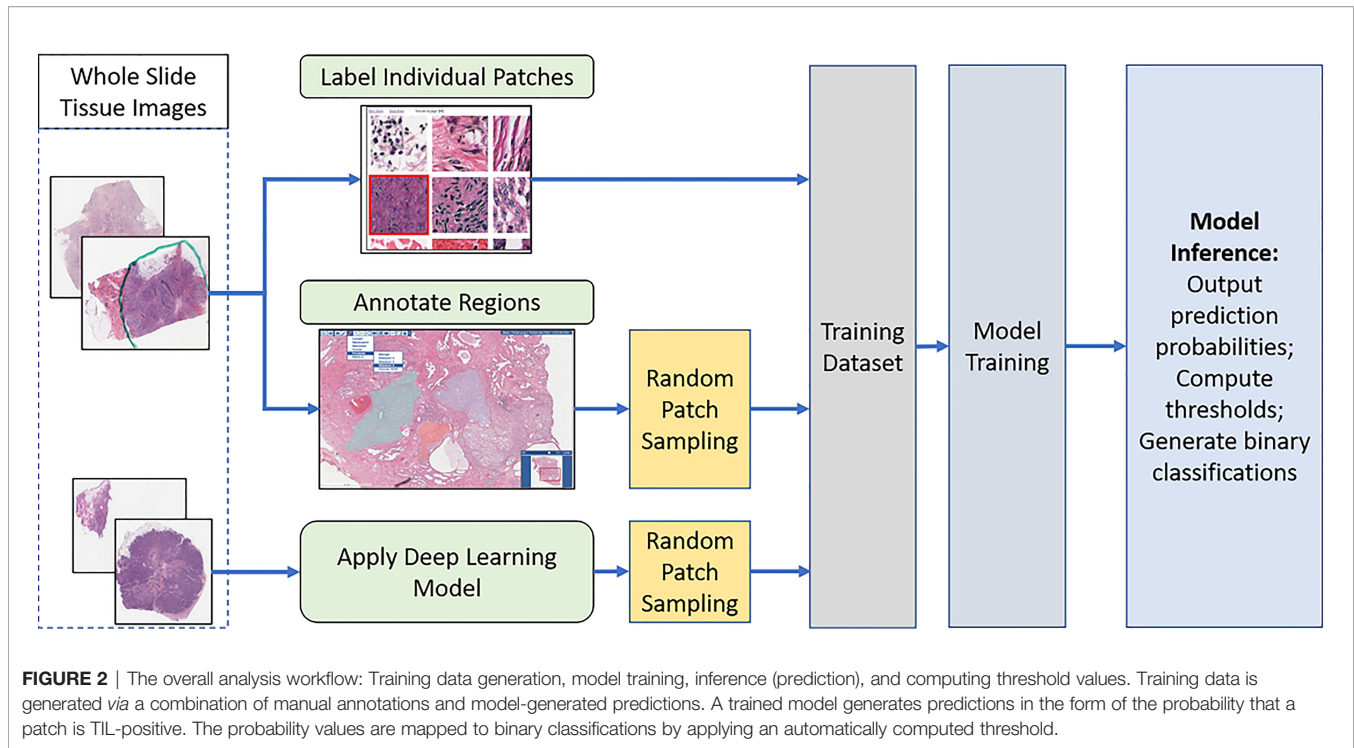 Whole Slide
Tissue Images
Label Individual Patches
Annotate Regions
Random
Patch
Sampling
Apply Deep Learning
Model
Random
Patch
Sampling
Training
Dataset
Model
Training
Model
Inference:
Output
prediction
probabilities;
Compute
thresholds;
Generate binary
classifications
FIGURE 2 | The overall analysis workflow: Training data generation, model training, inference (prediction), and computing threshold values. Training data is
generated via a combination of manual annotations and model-generated predictions. A trained model generates predictions in the form of the probability that a
patch is TIL-positive. The probability values are mapped to binary classifications by applying an automatically computed threshold.